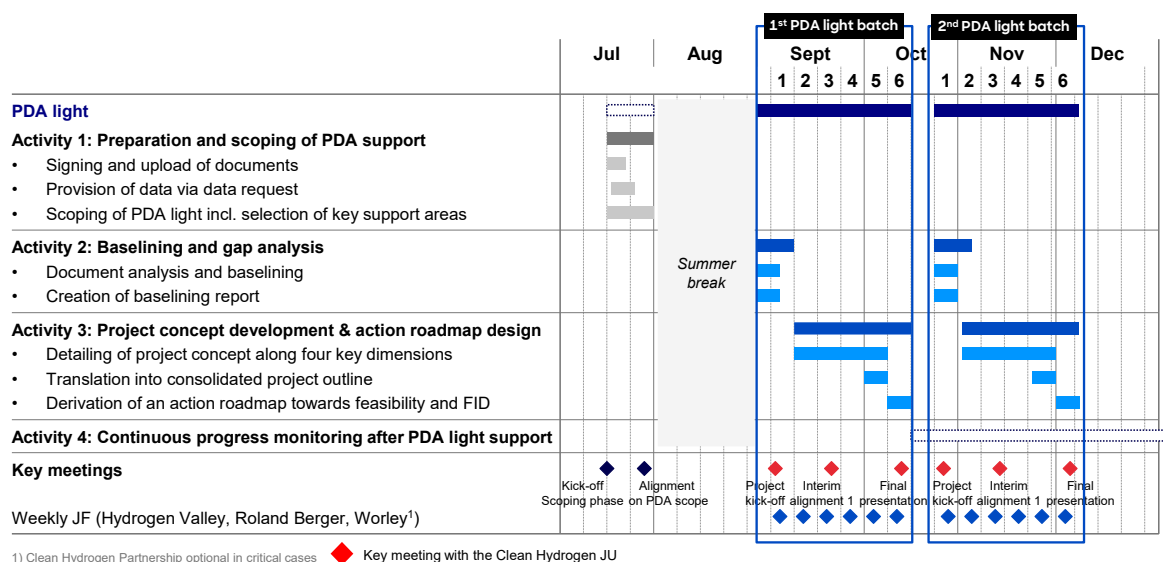 1st PDA light batch
2nd PDA light batch
Jul Aug Sept Oct Nov Dec
1 2 3 4 5 6 1 2 3 4 5 6
PDA light
Activity 1: Preparation and scoping of PDA support
• Signing and upload of documents
• Provision of data via data request
• Scoping of PDA light incl. selection of key support areas
Activity 2: Baselining and gap analysis
• Document analysis and baselining
• Creation of baselining report
Summer
break
Activity 3: Project concept development & action roadmap design
• Detailing of project concept along four key dimensions
• Translation into consolidated project outline
• Derivation of an action roadmap towards feasibility and FID
Activity 4: Continuous progress monitoring after PDA light support
Key meetings
Kick-off Alignment Project Interim Final Project Interim Final
Scoping phase on PDA scope kick-off alignment 1 presentation kick-off alignment 1 presentation
Weekly JF (Hydrogen Valley, Roland Berger, Worley1)
1) Clean Hydrogen Partnership optional in critical cases Key meeting with the Clean Hydrogen JU